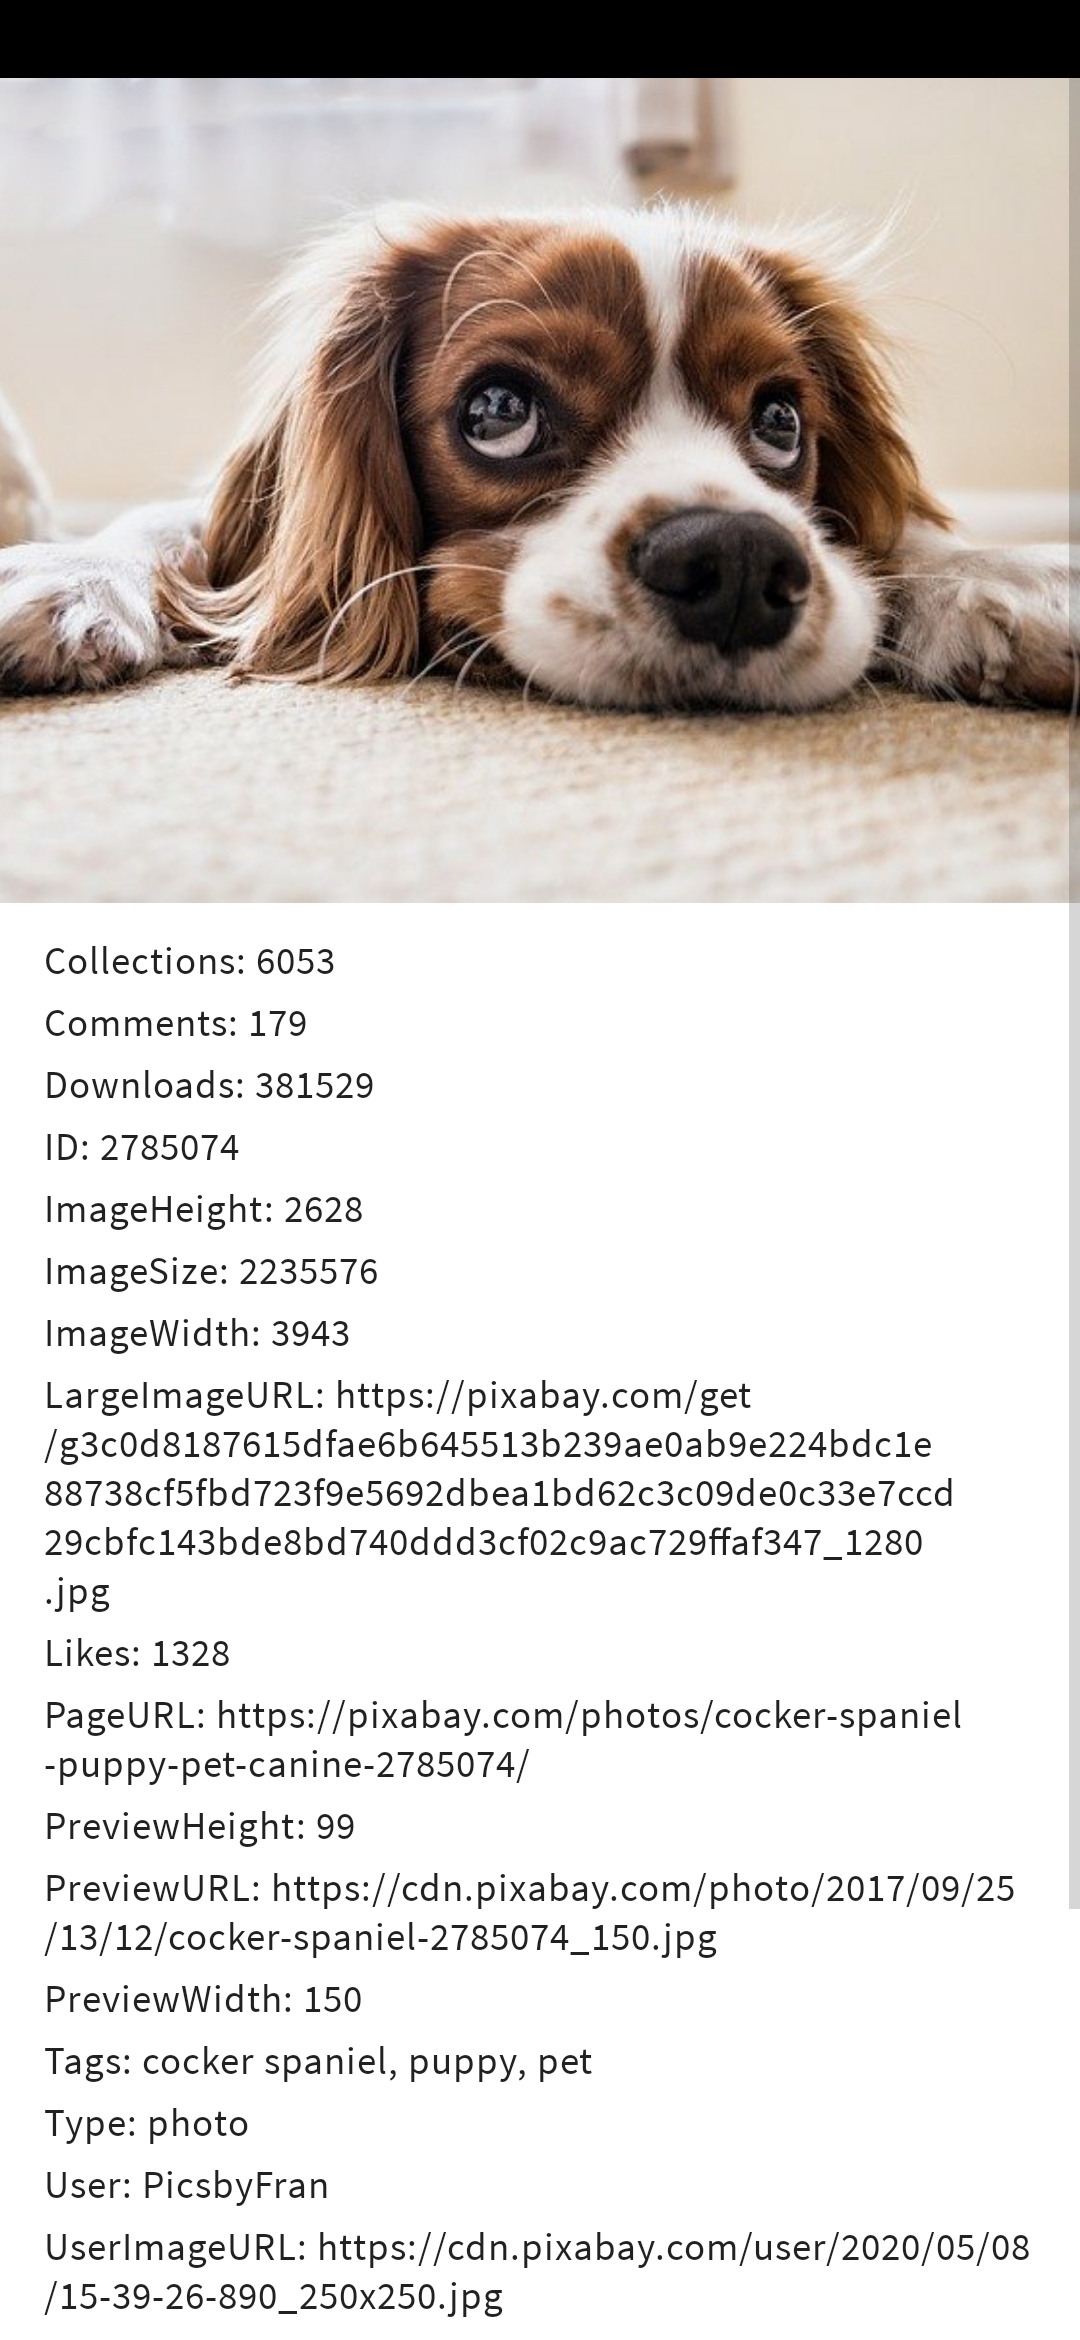 Collections: 6053
Comments: 179
Downloads: 381529
ID: 2785074
ImageHeight: 2628
ImageSize: 2235576
ImageWidth: 3943
LargeImageURL: https://pixabay.com/get
/g3c0d8187615dfae6b645513b239ae0ab9e224bdc1e
88738cf5fbd723f9e5692dbea1bd62c3c09de0c33e7ccd
29cbfc143bde8bd740ddd3cf02c9ac729ffaf347_1280
.jpg
Likes: 1328
PageURL: https://pixabay.com/photos/cocker-spaniel
-puppy-pet-canine-2785074/
PreviewHeight: 99
PreviewURL: https://cdn.pixabay.com/photo/2017/09/25
/13/12/cocker-spaniel-2785074_150.jpg
PreviewWidth: 150
Tags: cocker spaniel, puppy, pet
Type: photo
User: PicsbyFran
UserImageURL: https://cdn.pixabay.com/user/2020/05/08
/15-39-26-890_250x250.jpg